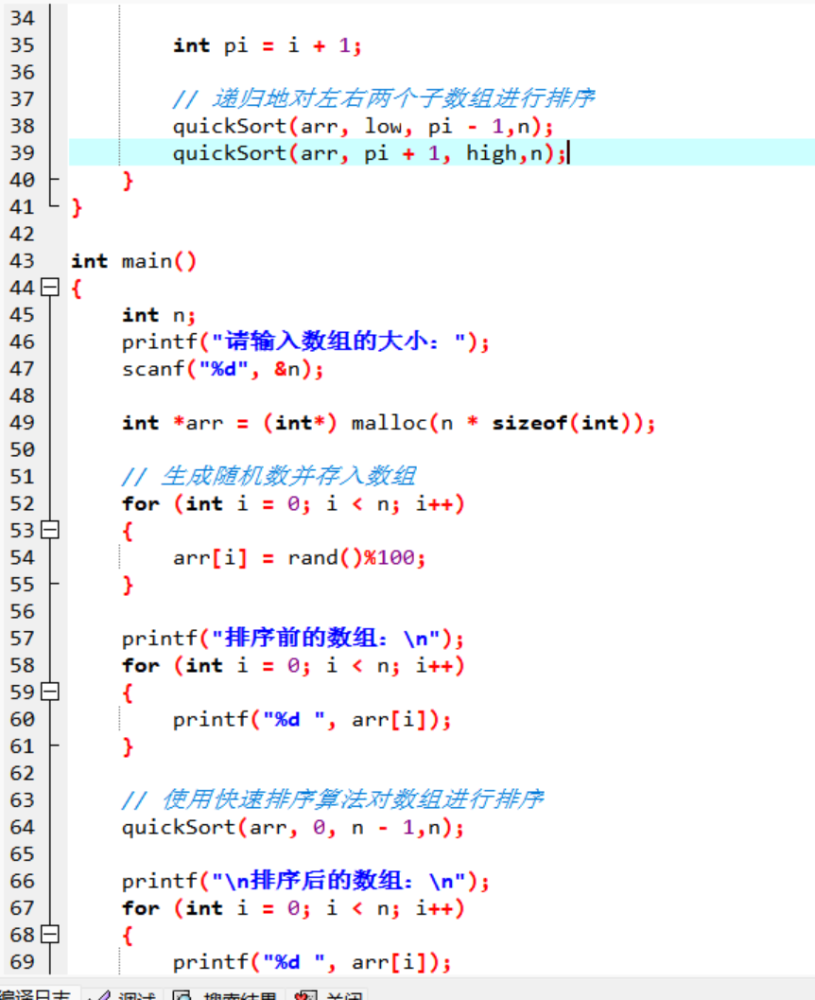 34
35 int pi = i + 1;
36
37 // 递归地对左右两个子数组进行排序
38 quickSort(arr, low, pi - 1,n);
39 quickSort(arr, pi + 1, high,n);
40 }
41 }
42
43 int main()
44 {
45 int n;
46 printf("请输入数组的大小: ");
47 scanf("%d", &n);
48
49 int *arr = (int*) malloc(n * sizeof(int));
50
51 // 生成随机数并存入数组
52 for (int i = 0; i < n; i++)
53 {
54 arr[i] = rand()%100;
55 }
56
57 printf("排序前的数组: \n");
58 for (int i = 0; i < n; i++)
59 {
60 printf("%d ", arr[i]);
61 }
62
63 // 使用快速排序算法对数组进行排序
64 quickSort(arr, 0, n - 1,n);
65
66 printf("\n排序后的数组: \n");
67 for (int i = 0; i < n; i++)
68 {
69 printf("%d ", arr[i]);
编译日志 调试 搜索结果 关闭